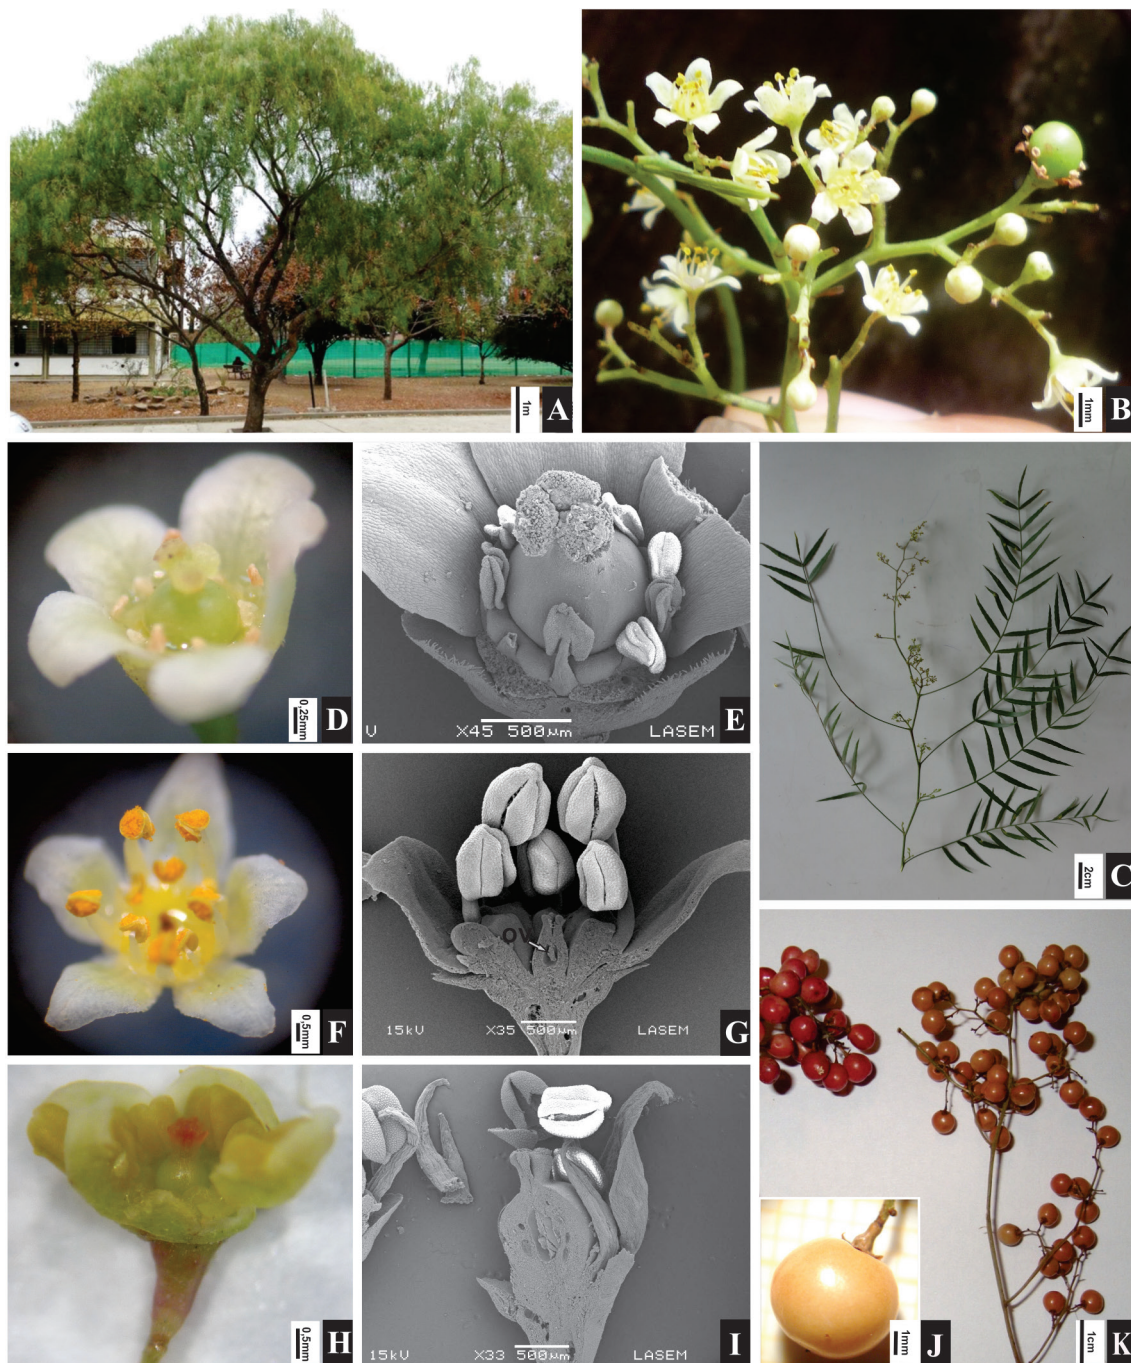 1m A
1mm B
0,25mm D
V X45 500µm LASEM E
2cm C
0,5mm F
OV
15kV X35 500µm LASEM G
0,5mm H
15kV X33 500µm LASEM I
1mm J
1cm K